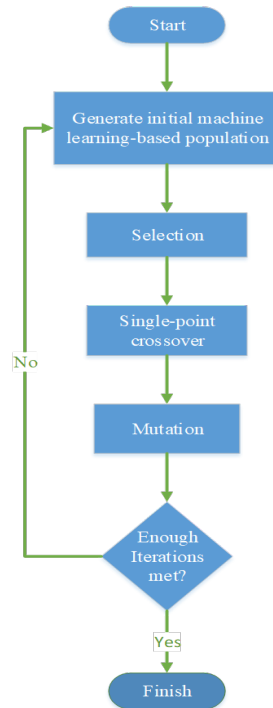 Start
Generate initial machine
learning-based population
Selection
Single-point
crossover
No
Mutation
Enough
Iterations
met?
Yes
Finish